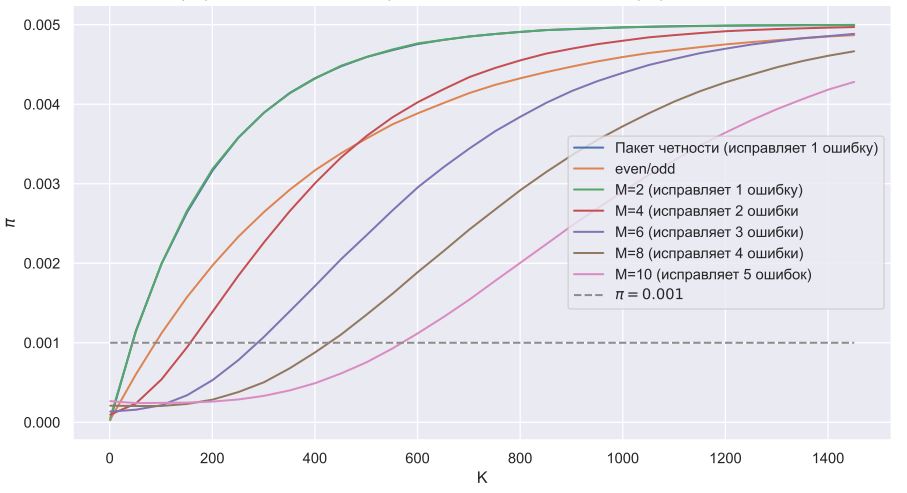 0.005
0.004
0.003
0.002
0.001
0.000
π
0 200 400 600 800 1000 1200 1400
K
Пакет четности (исправляет 1 ошибку)
even/odd
M=2 (исправляет 1 ошибку)
M=4 (исправляет 2 ошибки
M=6 (исправляет 3 ошибки)
M=8 (исправляет 4 ошибки)
M=10 (исправляет 5 ошибок)
π = 0.001